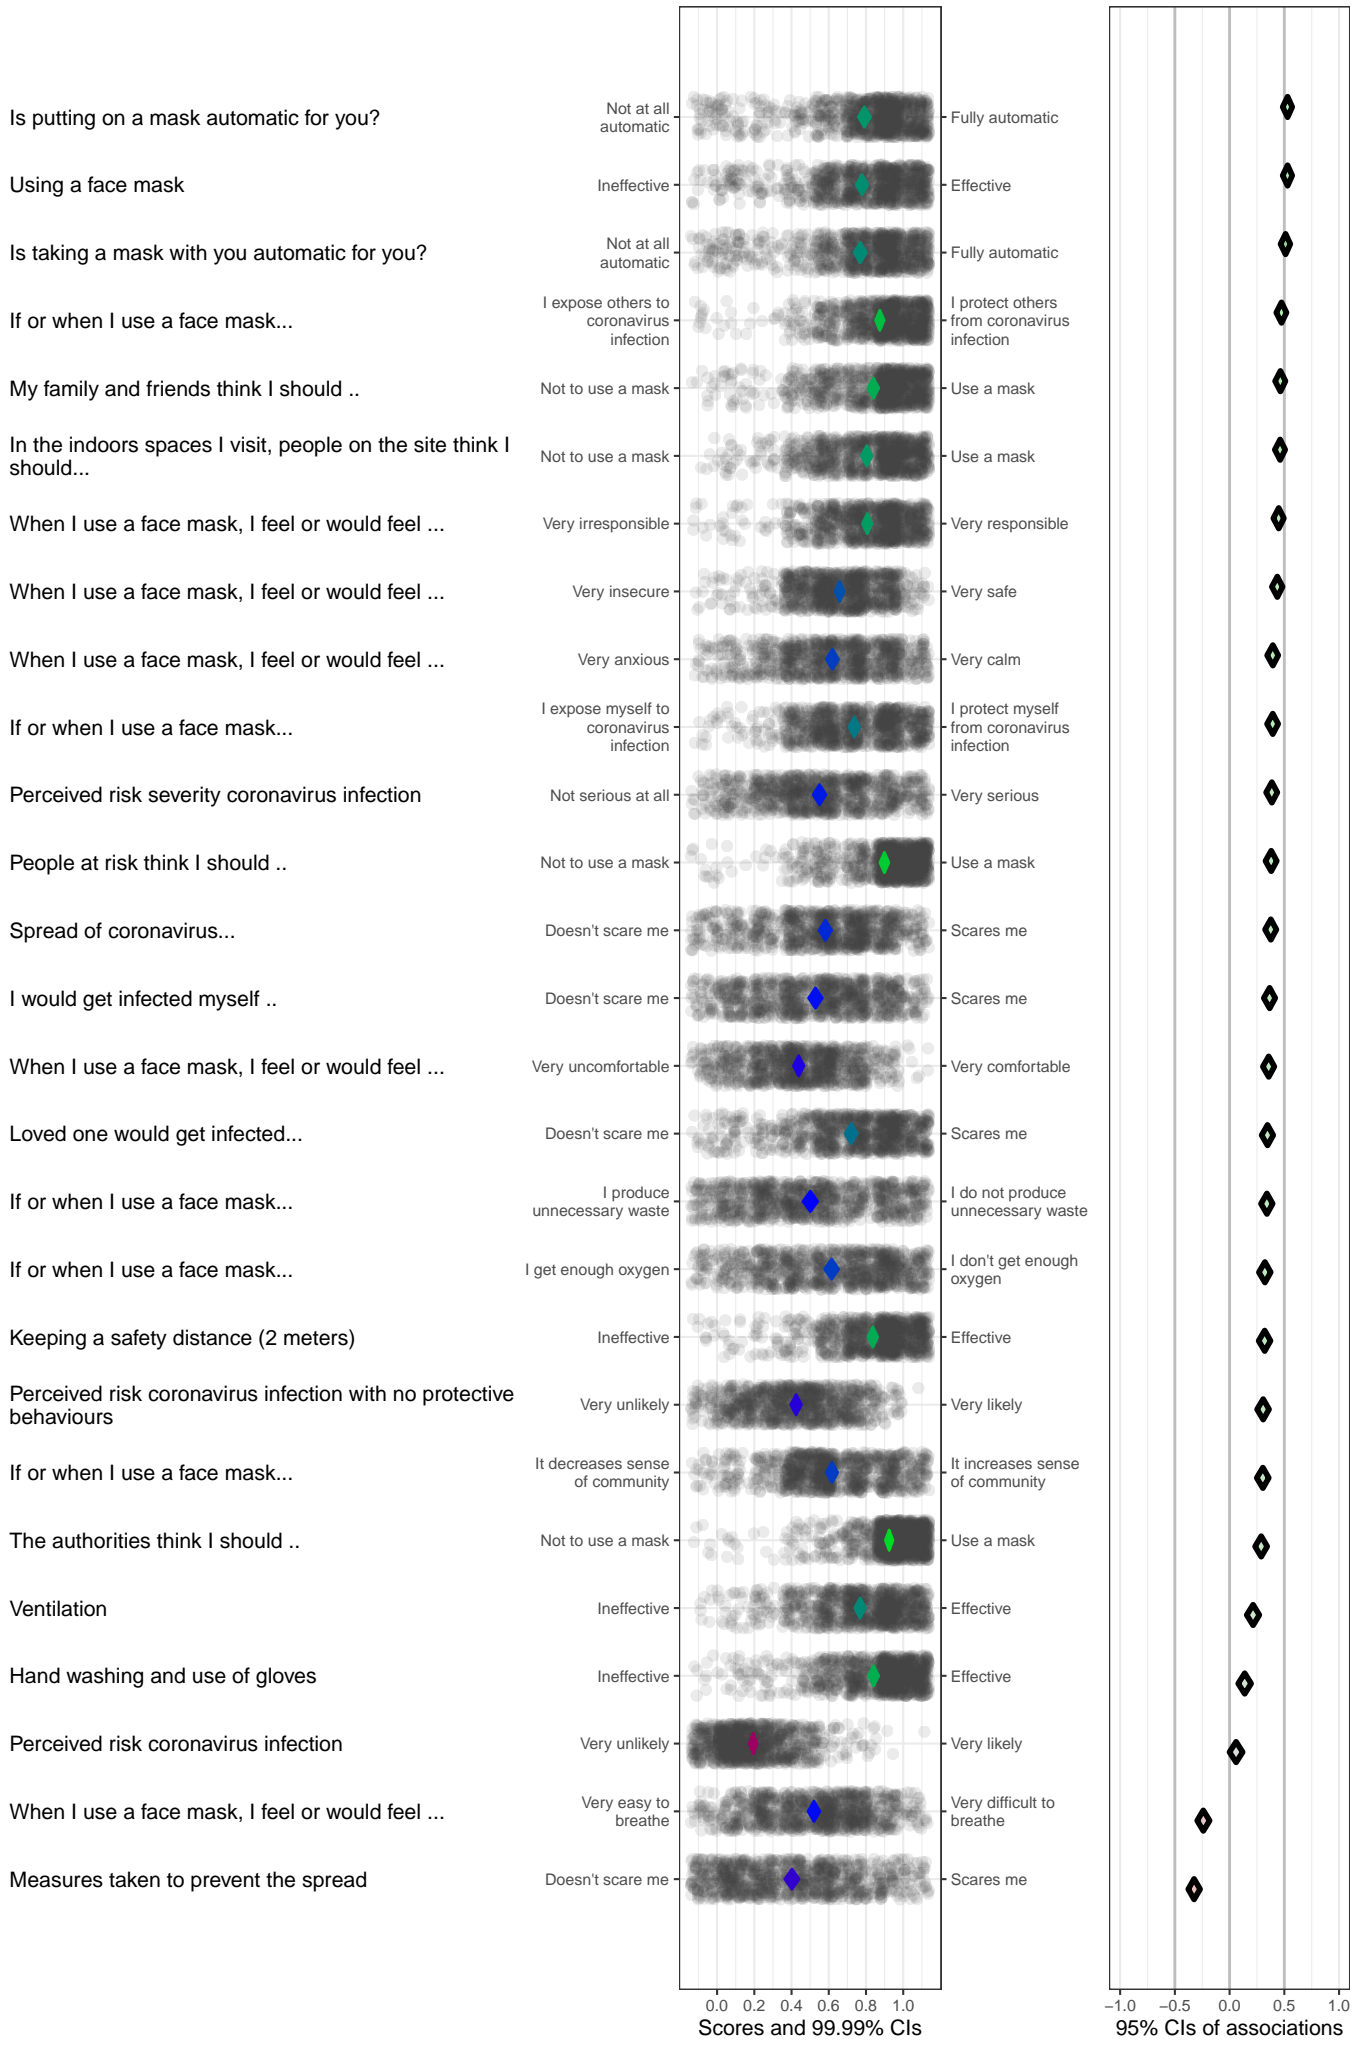 Is putting on a mask automatic for you?
Not at all
automatic
Fully automatic
Using a face mask
Ineffective
Effective
Is taking a mask with you automatic for you?
Not at all
automatic
Fully automatic
If or when I use a face mask...
I expose others to
coronavirus
infection
I protect others
from coronavirus
infection
My family and friends think I should ..
Not to use a mask
Use a mask
In the indoors spaces I visit, people on the site think I
should...
Not to use a mask
Use a mask
When I use a face mask, I feel or would feel ...
Very irresponsible
Very responsible
When I use a face mask, I feel or would feel ...
Very insecure
Very safe
When I use a face mask, I feel or would feel ...
Very anxious
Very calm
If or when I use a face mask...
I expose myself to
coronavirus
infection
I protect myself
from coronavirus
infection
Perceived risk severity coronavirus infection
Not serious at all
Very serious
People at risk think I should ..
Not to use a mask
Use a mask
Spread of coronavirus...
Doesn't scare me
Scares me
I would get infected myself ..
Doesn't scare me
Scares me
When I use a face mask, I feel or would feel ...
Very uncomfortable
Very comfortable
Loved one would get infected...
Doesn't scare me
Scares me
If or when I use a face mask...
I produce
unnecessary waste
I do not produce
unnecessary waste
If or when I use a face mask...
I get enough oxygen
I don't get enough
oxygen
Keeping a safety distance (2 meters)
Ineffective
Effective
Perceived risk coronavirus infection with no protective
behaviours
Very unlikely
Very likely
If or when I use a face mask...
It decreases sense
of community
It increases sense
of community
The authorities think I should ..
Not to use a mask
Use a mask
Ventilation
Ineffective
Effective
Hand washing and use of gloves
Ineffective
Effective
Perceived risk coronavirus infection
Very unlikely
Very likely
When I use a face mask, I feel or would feel ...
Very easy to
breathe
Very difficult to
breathe
Measures taken to prevent the spread
Doesn't scare me
Scares me
0.0 0.2 0.4 0.6 0.8 1.0
Scores and 99.99% CIs
−1.0 −0.5 0.0 0.5 1.0
95% CIs of associations